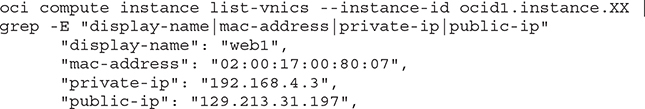 oci compute instance list-vnics --instance-id ocid1.instance.XX |
grep -E "display-name|mac-address|private-ip|public-ip"
"display-name": "web1",
"mac-address": "02:00:17:00:80:07",
"private-ip": "192.168.4.3",
"public-ip": "129.213.31.197",